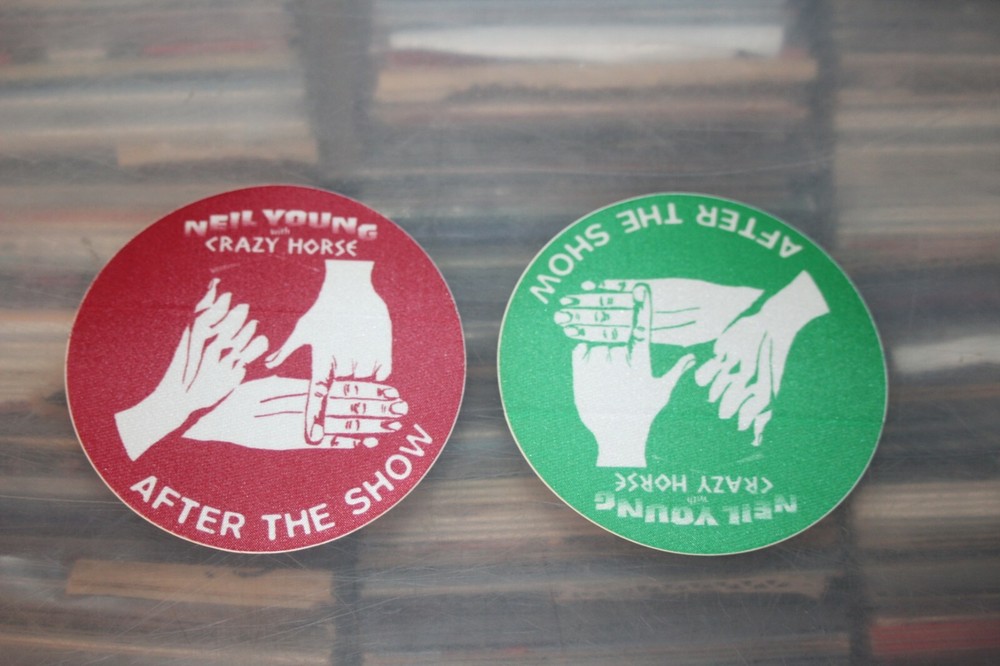 NEIL YOUNG
with
CRAZY HORSE
AFTER THE SHOW
NEIL YOUNG
with
CRAZY HORSE
AFTER THE SHOW